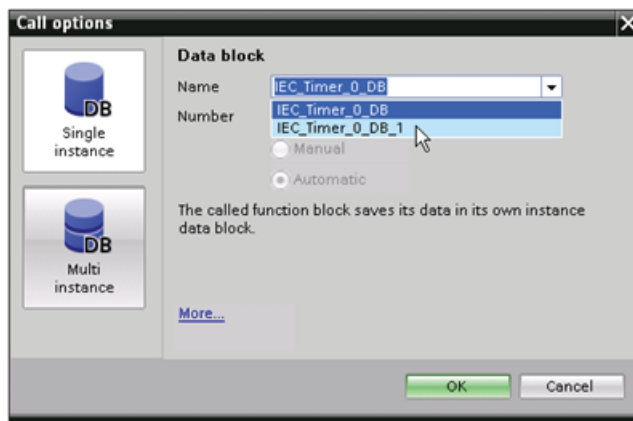 Call options
DB
Single
instance
DB
Multi
instance
Data block
Name
IEC_Timer_0_DB
Number
IEC_Timer_0_DB
IEC_Timer_0_DB_1
Manual
Automatic
The called function block saves its data in its own instance
data block.
More...
OK
Cancel